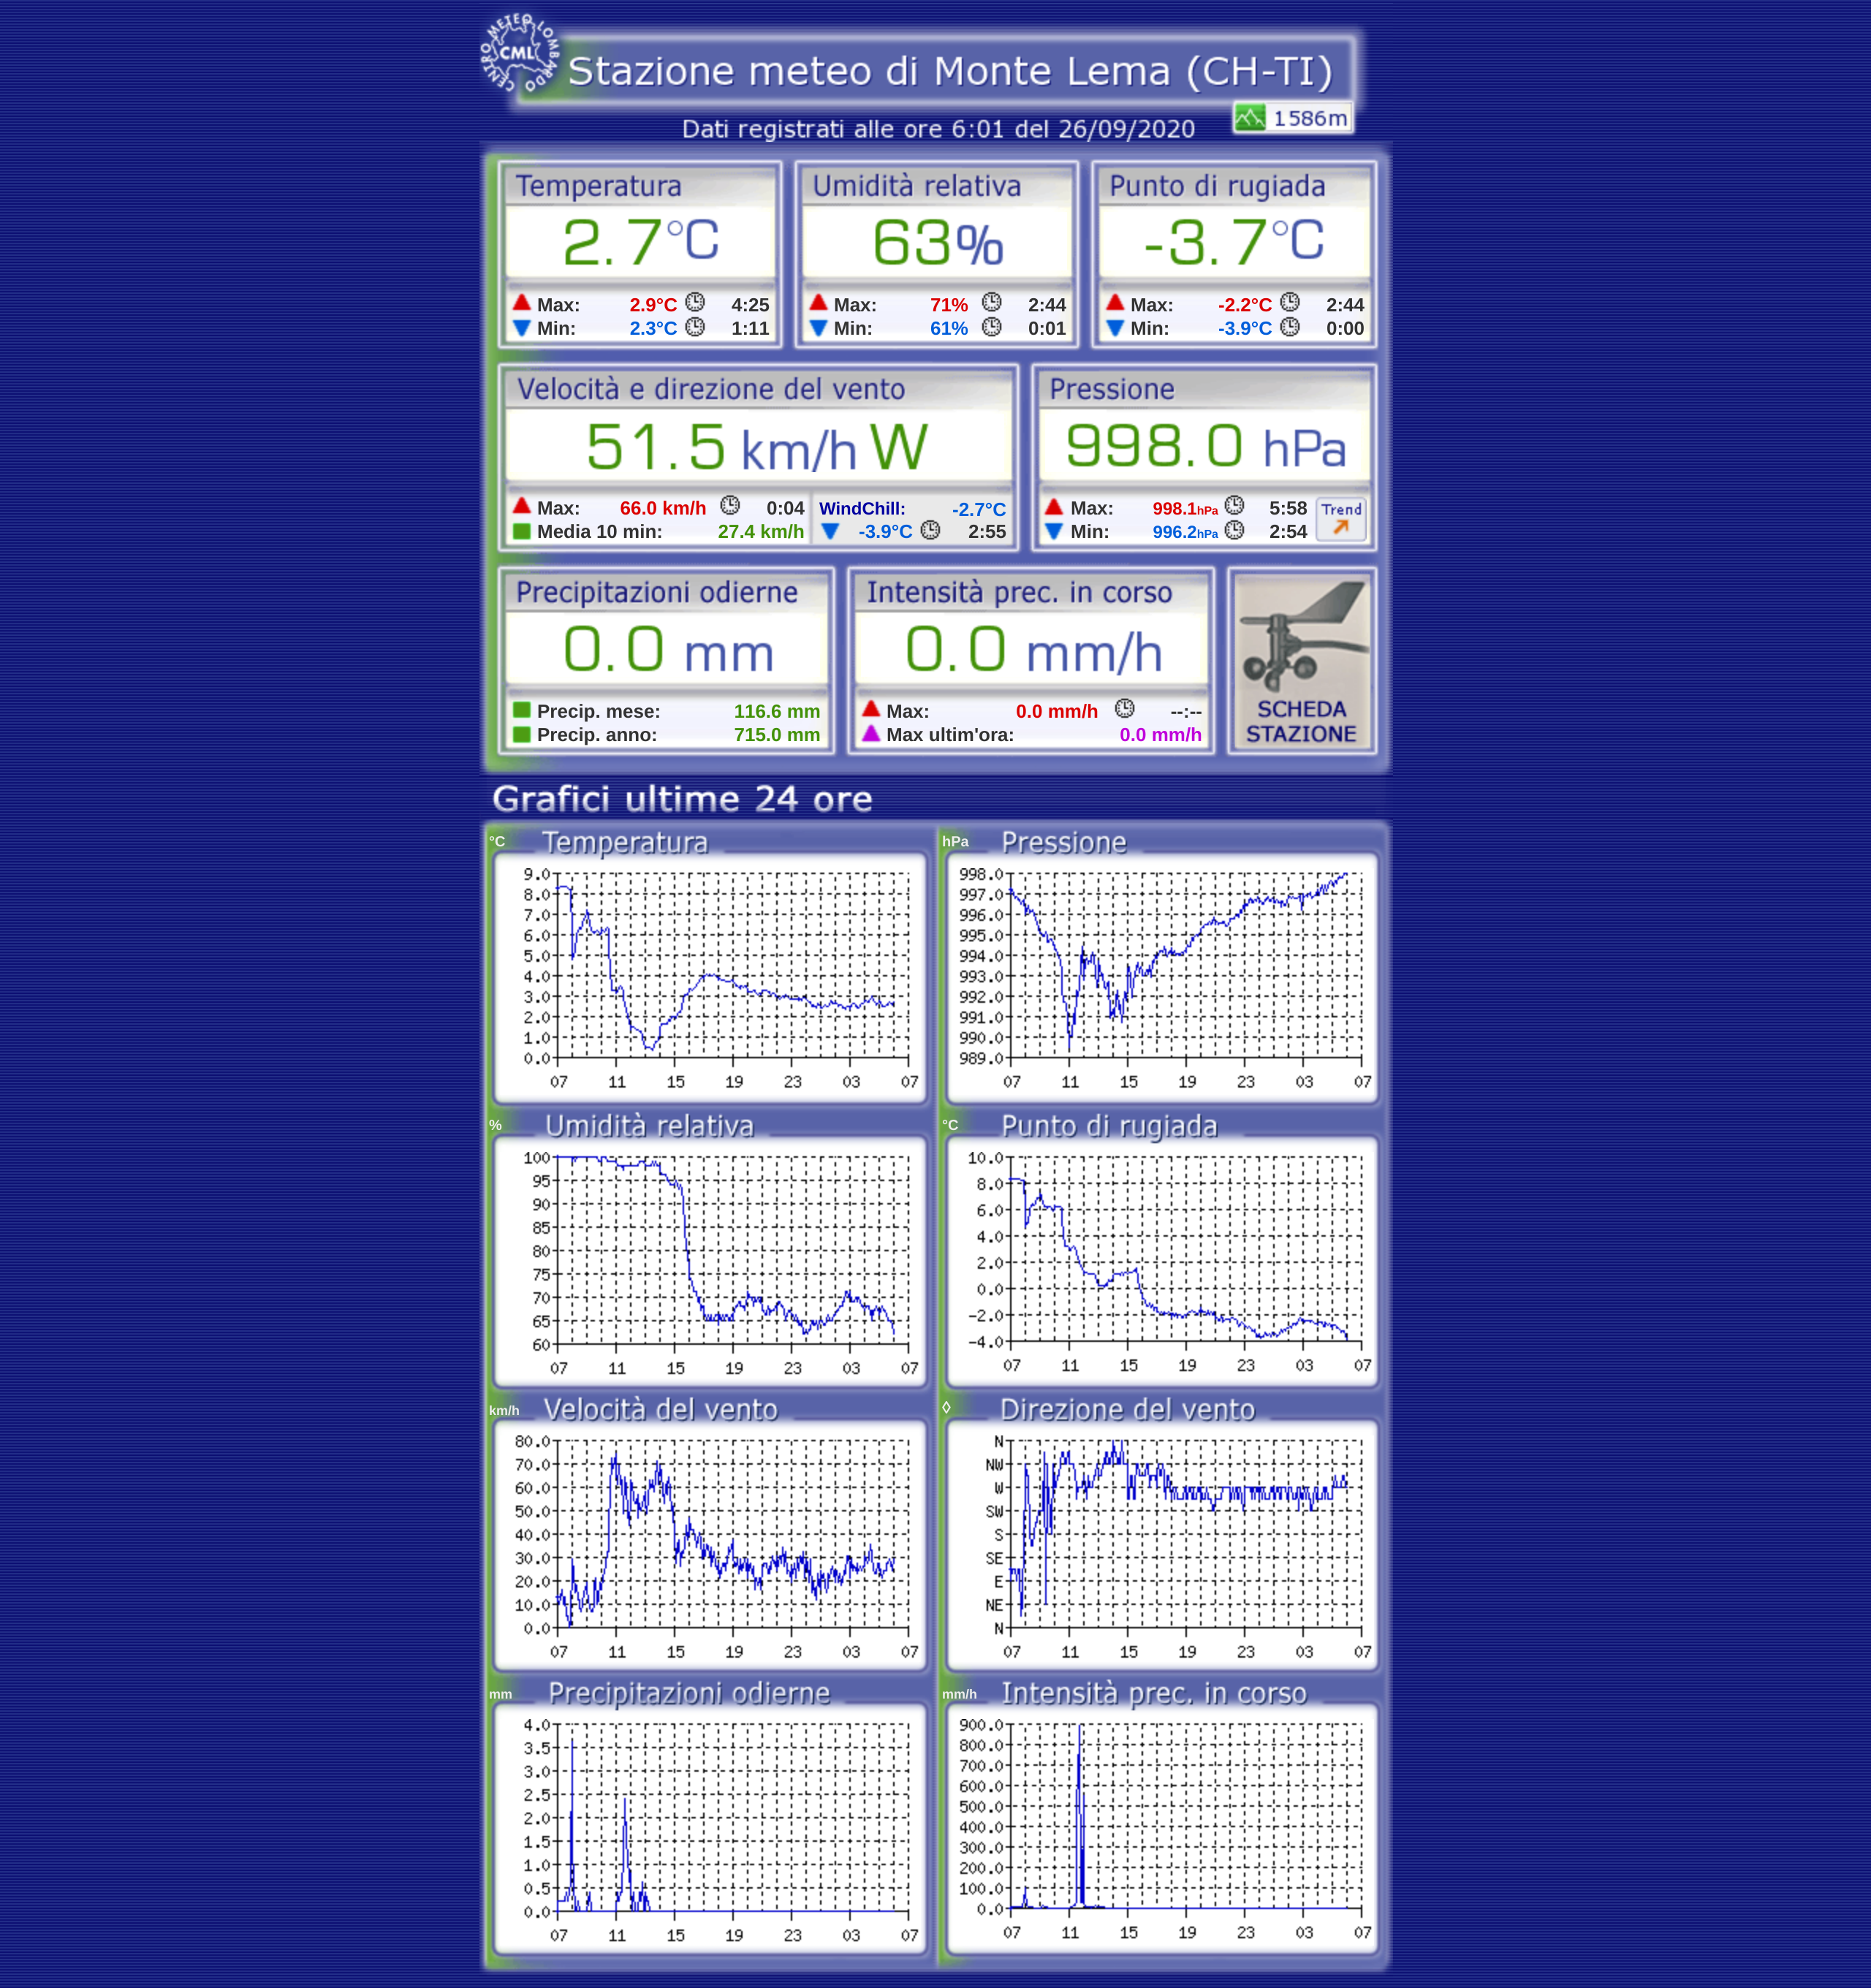 CENTRO METEO LOMBARDO
CML
Stazione meteo di Monte Lema (CH-TI)
1586m
Dati registrati alle ore 6:01 del 26/09/2020
Temperatura
2.7°C
Max: 2.9°C 4:25
Min: 2.3°C 1:11
Umidità relativa
63%
Max: 71% 2:44
Min: 61% 0:01
Punto di rugiada
-3.7°C
Max: -2.2°C 2:44
Min: -3.9°C 0:00
Velocità e direzione del vento
51.5 km/h W
Max: 66.0 km/h 0:04
Media 10 min: 27.4 km/h
WindChill: -2.7°C
-3.9°C 2:55
Pressione
998.0 hPa
Max: 998.1hPa 5:58
Min: 996.2hPa 2:54
Trend
Precipitazioni odierne
0.0 mm
Precip. mese: 116.6 mm
Precip. anno: 715.0 mm
Intensità prec. in corso
0.0 mm/h
Max: 0.0 mm/h --:--
Max ultim'ora: 0.0 mm/h
SCHEDA
STAZIONE
Grafici ultime 24 ore
°C Temperatura
9.0
8.0
7.0
6.0
5.0
4.0
3.0
2.0
1.0
0.0
07 11 15 19 23 03 07
hPa Pressione
998.0
997.0
996.0
995.0
994.0
993.0
992.0
991.0
990.0
989.0
07 11 15 19 23 03 07
% Umidità relativa
100
95
90
85
80
75
70
65
60
07 11 15 19 23 03 07
°C Punto di rugiada
10.0
8.0
6.0
4.0
2.0
0.0
-2.0
-4.0
07 11 15 19 23 03 07
km/h Velocità del vento
80.0
70.0
60.0
50.0
40.0
30.0
20.0
10.0
0.0
07 11 15 19 23 03 07
◊ Direzione del vento
N
NW
W
SW
S
SE
E
NE
N
07 11 15 19 23 03 07
mm Precipitazioni odierne
4.0
3.5
3.0
2.5
2.0
1.5
1.0
0.5
0.0
07 11 15 19 23 03 07
mm/h Intensità prec. in corso
900.0
800.0
700.0
600.0
500.0
400.0
300.0
200.0
100.0
0.0
07 11 15 19 23 03 07